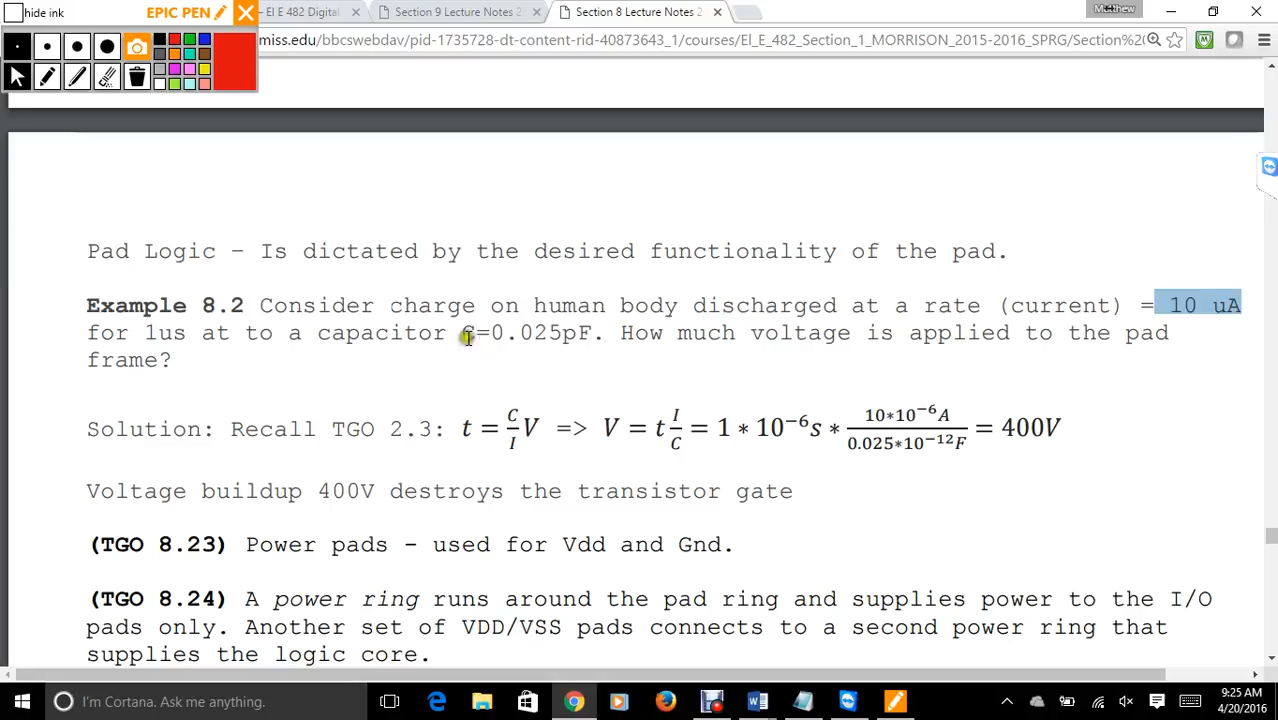 hide ink
EPIC PEN
– El E 482 Digital
Section 9 Lecture Notes 2
Section 8 Lecture Notes 2
Matthew
miss.edu/bbcswebdav/pid-1735728-dt-content-rid-40873643_1/courses/El_E_482_Section_1_MORRISON_2015-2016_SPRG/Section%20
Pad Logic – Is dictated by the desired functionality of the pad.
Example 8.2 Consider charge on human body discharged at a rate (current) = 10 uA
for 1us at to a capacitor C=0.025pF. How much voltage is applied to the pad
frame?
Solution: Recall TGO 2.3: t = C/I V => V = t I/C = 1 * 10⁻⁶s * 10*10⁻⁶A/0.025*10⁻¹²F = 400V
Voltage buildup 400V destroys the transistor gate
(TGO 8.23) Power pads - used for Vdd and Gnd.
(TGO 8.24) A power ring runs around the pad ring and supplies power to the I/O
pads only. Another set of VDD/VSS pads connects to a second power ring that
supplies the logic core.
I'm Cortana. Ask me anything.
9:25 AM
4/20/2016